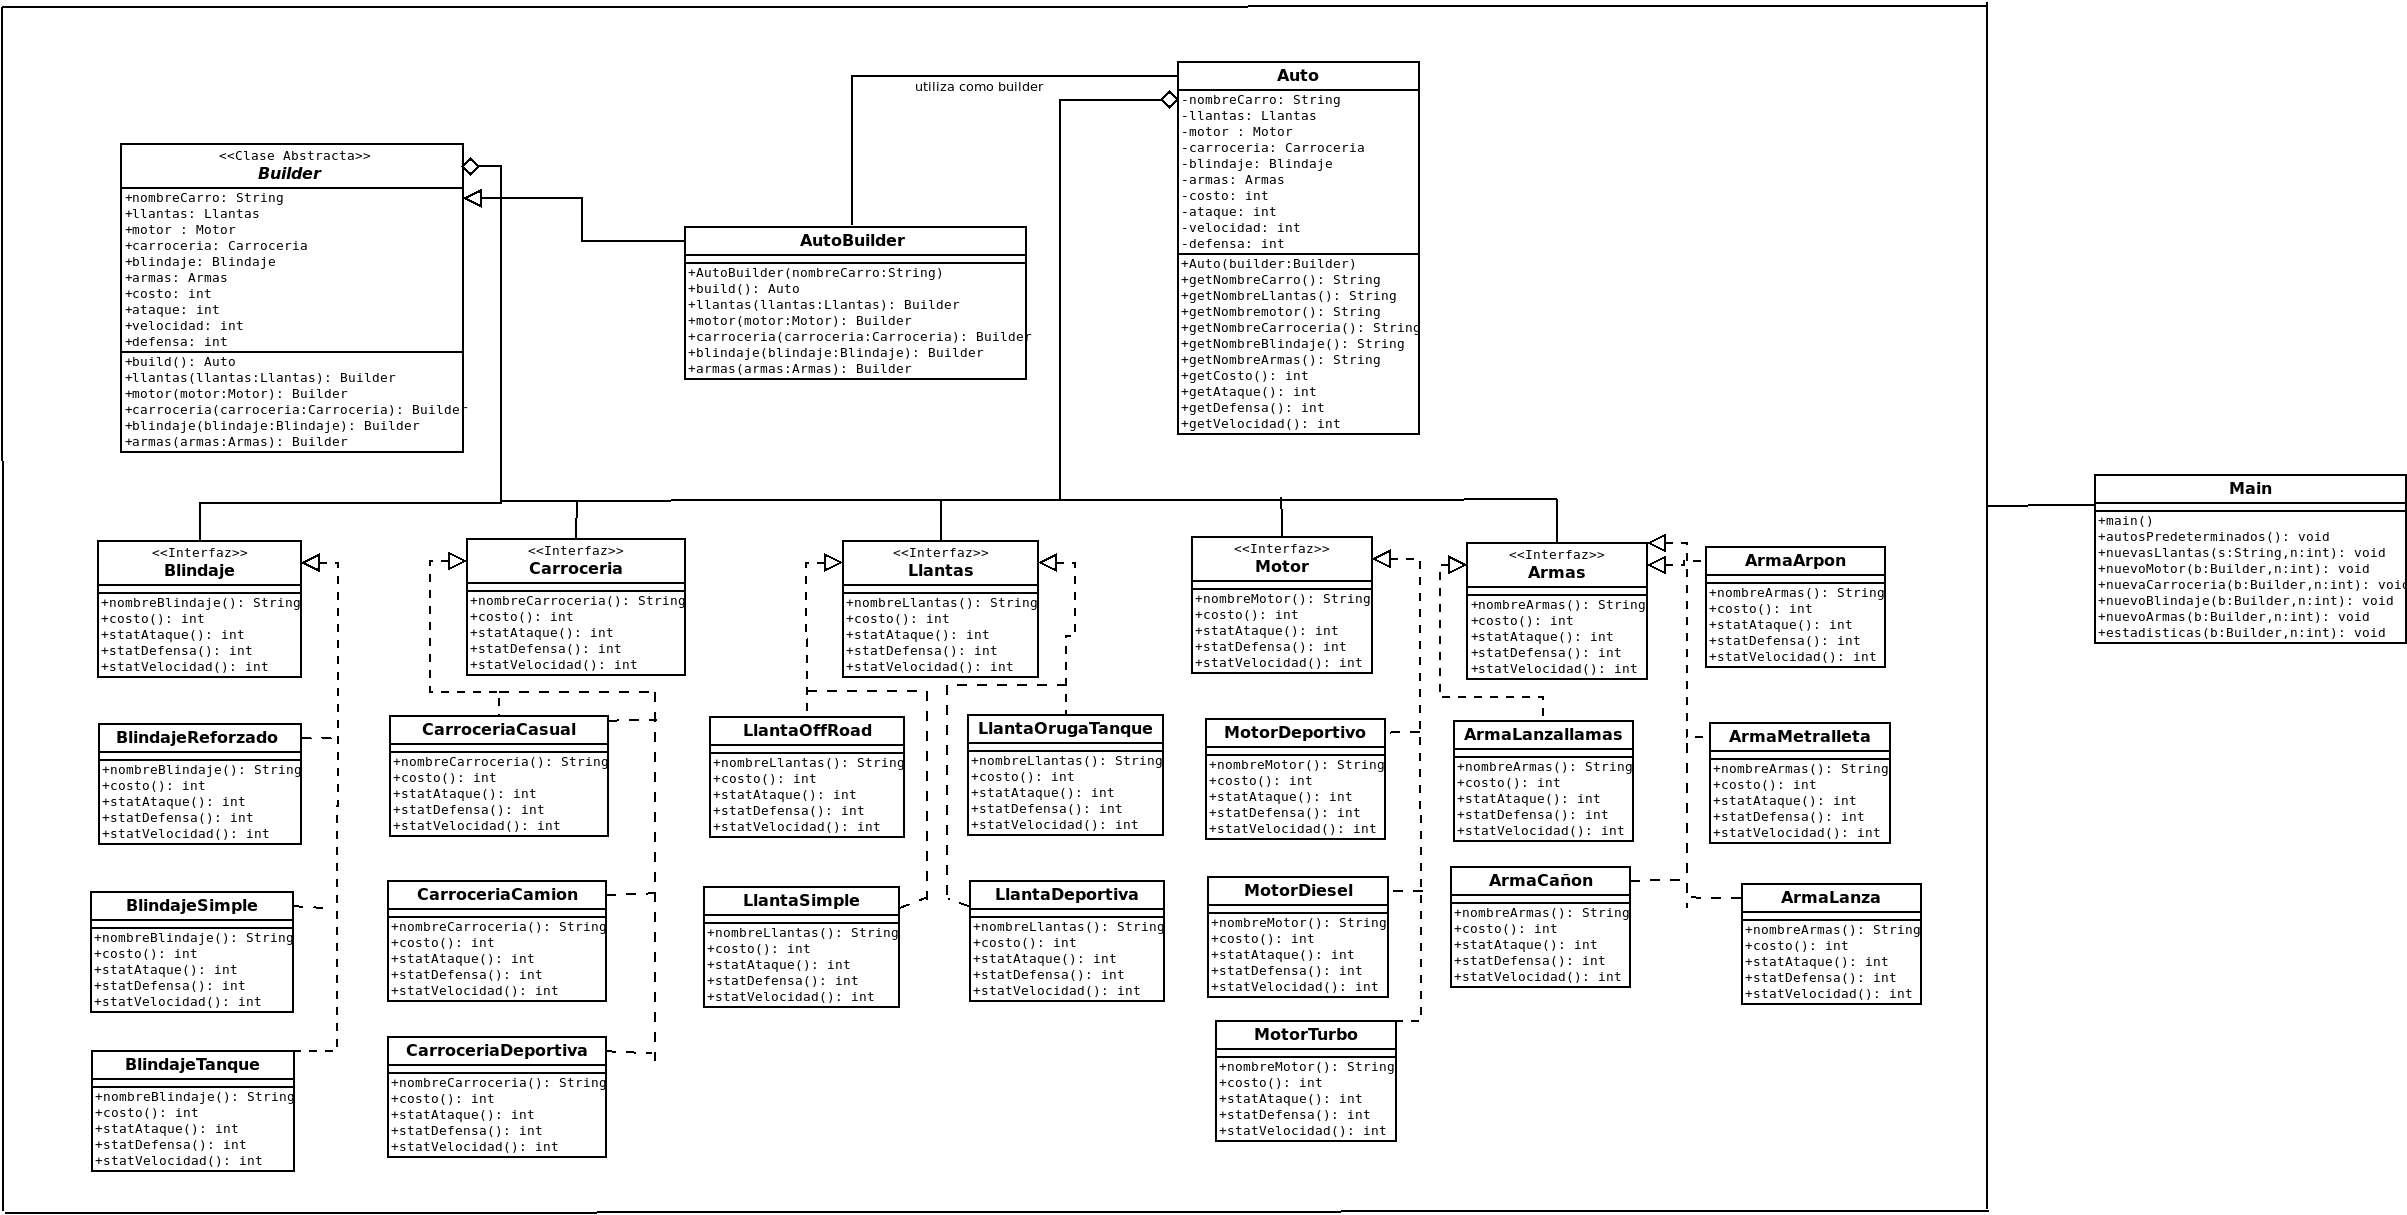 utiliza como builder
<<Clase Abstracta>>
Builder
+nombreCarro: String
+llantas: Llantas
+motor : Motor
+carroceria: Carroceria
+blindaje: Blindaje
+armas: Armas
+costo: int
+ataque: int
+velocidad: int
+defensa: int
+build(): Auto
+llantas(llantas:Llantas): Builder
+motor(motor:Motor): Builder
+carroceria(carroceria:Carroceria): Builder
+blindaje(blindaje:Blindaje): Builder
+armas(armas:Armas): Builder
AutoBuilder
+AutoBuilder(nombreCarro:String)
+build(): Auto
+llantas(llantas:Llantas): Builder
+motor(motor:Motor): Builder
+carroceria(carroceria:Carroceria): Builder
+blindaje(blindaje:Blindaje): Builder
+armas(armas:Armas): Builder
Auto
-nombreCarro: String
-llantas: Llantas
-motor : Motor
-carroceria: Carroceria
-blindaje: Blindaje
-armas: Armas
-costo: int
-ataque: int
-velocidad: int
-defensa: int
+Auto(builder:Builder)
+getNombreCarro(): String
+getNombreLlantas(): String
+getNombremotor(): String
+getNombreCarroceria(): String
+getNombreBlindaje(): String
+getNombreArmas(): String
+getCosto(): int
+getAtaque(): int
+getDefensa(): int
+getVelocidad(): int
Main
+main()
+autosPredeterminados(): void
+nuevasLlantas(s:String,n:int): void
+nuevoMotor(b:Builder,n:int): void
+nuevaCarroceria(b:Builder,n:int): void
+nuevoBlindaje(b:Builder,n:int): void
+nuevoArmas(b:Builder,n:int): void
+estadisticas(b:Builder,n:int): void
<<Interfaz>>
Blindaje
+nombreBlindaje(): String
+costo(): int
+statAtaque(): int
+statDefensa(): int
+statVelocidad(): int
<<Interfaz>>
Carroceria
+nombreCarroceria(): String
+costo(): int
+statAtaque(): int
+statDefensa(): int
+statVelocidad(): int
<<Interfaz>>
Llantas
+nombreLlantas(): String
+costo(): int
+statAtaque(): int
+statDefensa(): int
+statVelocidad(): int
<<Interfaz>>
Motor
+nombreMotor(): String
+costo(): int
+statAtaque(): int
+statDefensa(): int
+statVelocidad(): int
<<Interfaz>>
Armas
+nombreArmas(): String
+costo(): int
+statAtaque(): int
+statDefensa(): int
+statVelocidad(): int
ArmaArpon
+nombreArmas(): String
+costo(): int
+statAtaque(): int
+statDefensa(): int
+statVelocidad(): int
BlindajeReforzado
+nombreBlindaje(): String
+costo(): int
+statAtaque(): int
+statDefensa(): int
+statVelocidad(): int
CarroceriaCasual
+nombreCarroceria(): String
+costo(): int
+statAtaque(): int
+statDefensa(): int
+statVelocidad(): int
LlantaOffRoad
+nombreLlantas(): String
+costo(): int
+statAtaque(): int
+statDefensa(): int
+statVelocidad(): int
LlantaOrugaTanque
+nombreLlantas(): String
+costo(): int
+statAtaque(): int
+statDefensa(): int
+statVelocidad(): int
MotorDeportivo
+nombreMotor(): String
+costo(): int
+statAtaque(): int
+statDefensa(): int
+statVelocidad(): int
ArmaLanzallamas
+nombreArmas(): String
+costo(): int
+statAtaque(): int
+statDefensa(): int
+statVelocidad(): int
ArmaMetralleta
+nombreArmas(): String
+costo(): int
+statAtaque(): int
+statDefensa(): int
+statVelocidad(): int
BlindajeSimple
+nombreBlindaje(): String
+costo(): int
+statAtaque(): int
+statDefensa(): int
+statVelocidad(): int
CarroceriaCamion
+nombreCarroceria(): String
+costo(): int
+statAtaque(): int
+statDefensa(): int
+statVelocidad(): int
LlantaSimple
+nombreLlantas(): String
+costo(): int
+statAtaque(): int
+statDefensa(): int
+statVelocidad(): int
LlantaDeportiva
+nombreLlantas(): String
+costo(): int
+statAtaque(): int
+statDefensa(): int
+statVelocidad(): int
MotorDiesel
+nombreMotor(): String
+costo(): int
+statAtaque(): int
+statDefensa(): int
+statVelocidad(): int
ArmaCañon
+nombreArmas(): String
+costo(): int
+statAtaque(): int
+statDefensa(): int
+statVelocidad(): int
ArmaLanza
+nombreArmas(): String
+costo(): int
+statAtaque(): int
+statDefensa(): int
+statVelocidad(): int
BlindajeTanque
+nombreBlindaje(): String
+costo(): int
+statAtaque(): int
+statDefensa(): int
+statVelocidad(): int
CarroceriaDeportiva
+nombreCarroceria(): String
+costo(): int
+statAtaque(): int
+statDefensa(): int
+statVelocidad(): int
MotorTurbo
+nombreMotor(): String
+costo(): int
+statAtaque(): int
+statDefensa(): int
+statVelocidad(): int